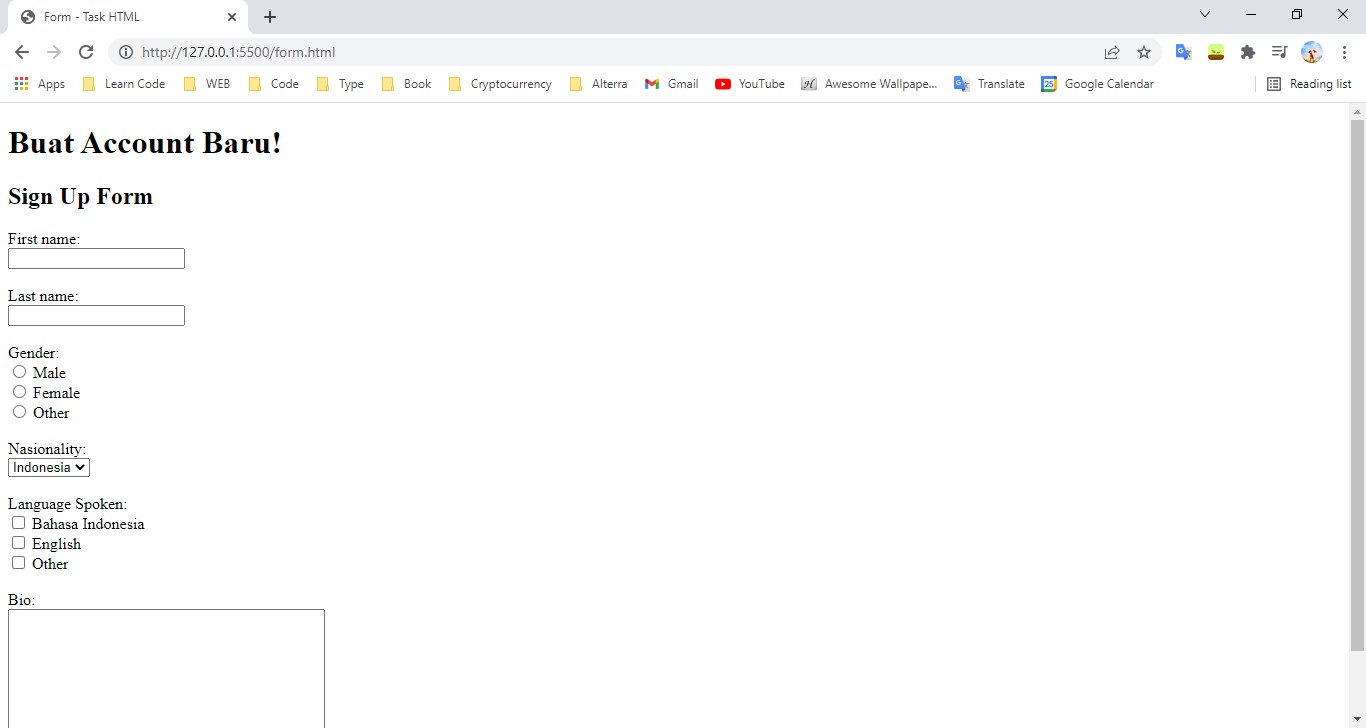 Form - Task HTML
http://127.0.0.1:5500/form.html
Apps Learn Code WEB Code Type Book Cryptocurrency Alterra Gmail YouTube Awesome Wallpape... Translate 25 Google Calendar Reading list
Buat Account Baru!
Sign Up Form
First name:
Last name:
Gender:
Male
Female
Other
Nasionality:
Indonesia
Language Spoken:
Bahasa Indonesia
English
Other
Bio: